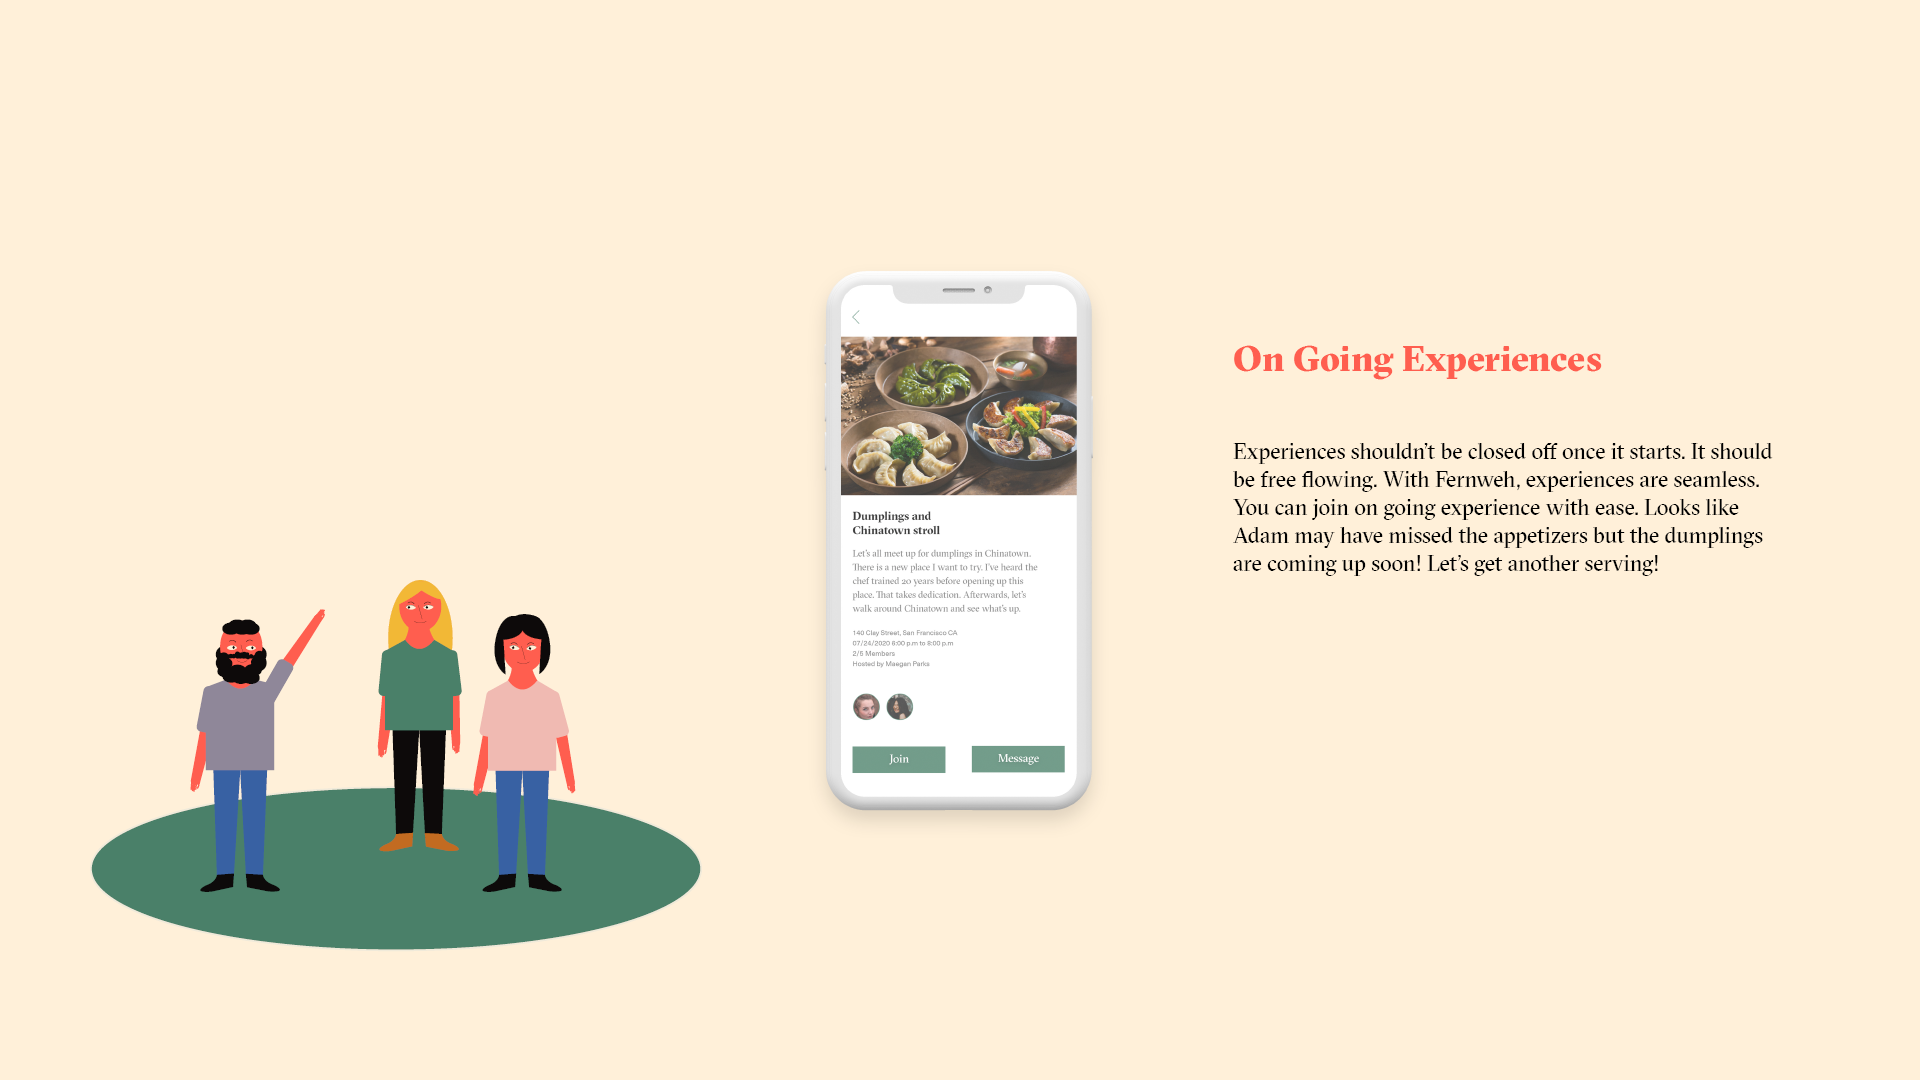 Dumplings and
Chinatown stroll
Let's all meet up for dumplings in Chinatown.
There is a new place I want to try. I've heard the
chef trained 20 years before opening up this
place. That takes dedication. Afterwards, let's
walk around Chinatown and see what's up.
140 Clay Street, San Francisco CA
07/24/2020 6:00 p.m to 8:00 p.m
2/5 Members
Hosted by Maegan Parks
Join
Message
On Going Experiences
Experiences shouldn’t be closed off once it starts. It should
be free flowing. With Fernweh, experiences are seamless.
You can join on going experience with ease. Looks like
Adam may have missed the appetizers but the dumplings
are coming up soon! Let’s get another serving!